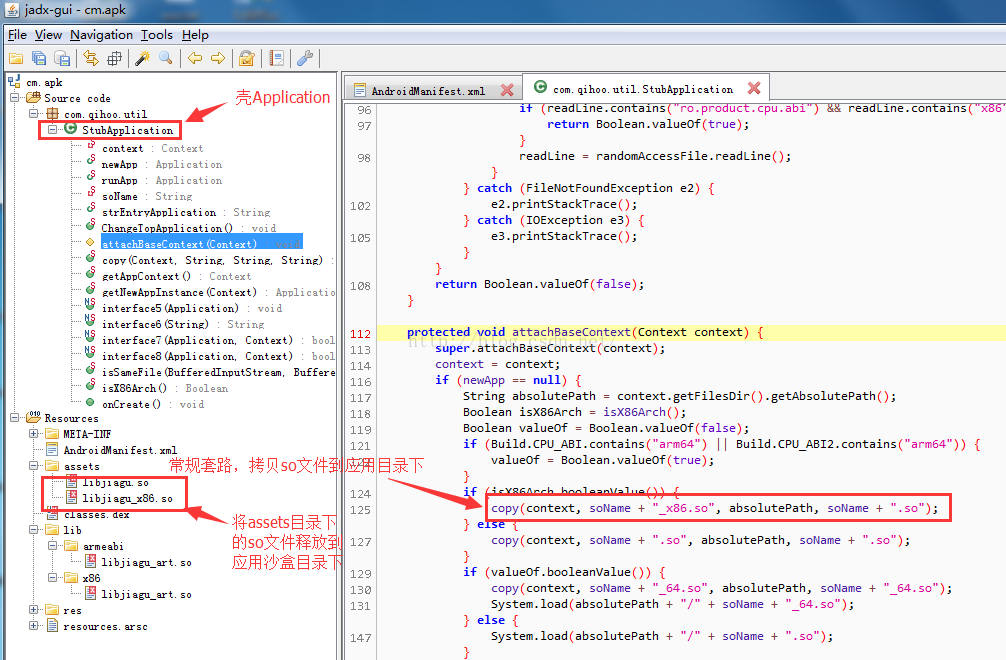 jadx-gui - cm.apk
File View Navigation Tools Help
cm.apk
Source code
com.qihoo.util
StubApplication
context : Context
newApp : Application
runApp : Application
soName : String
strEntryApplication : String
ChangeTopApplication() : void
attachBaseContext(Context) : void
copy(Context, String, String, String) :
getAppContext() : Context
getNewAppInstance(Context) : Applicatio
interface5(Application) : void
interface6(String) : String
interface7(Application, Context) : bool
interface8(Application, Context) : bool
isSameFile(BufferedInputStream, Buffere
isX86Arch() : Boolean
onCreate() : void
Resources
META-INF
AndroidManifest.xml
assets
libjiagu.so
libjiagu_x86.so
classes.dex
lib
armeabi
libjiagu_art.so
x86
libjiagu_art.so
res
resources.arsc
壳Application
常规套路，拷贝so文件到应用目录下
将assets目录下
的so文件释放到
应用沙盒目录下
AndroidManifest.xml
com.qihoo.util.StubApplication
96 if (readLine.contains("ro.product.cpu.abi") && readLine.contains("x86"
97 return Boolean.valueOf(true);
}
98 readLine = randomAccessFile.readLine();
}
} catch (FileNotFoundException e2) {
102 e2.printStackTrace();
} catch (IOException e3) {
105 e3.printStackTrace();
}
}
108 return Boolean.valueOf(false);
}
112 protected void attachBaseContext(Context context) {
http://blog.csdn.net/
113 super.attachBaseContext(context);
114 context = context;
116 if (newApp == null) {
117 String absolutePath = context.getFilesDir().getAbsolutePath();
118 Boolean isX86Arch = isX86Arch();
119 Boolean valueOf = Boolean.valueOf(false);
121 if (Build.CPU_ABI.contains("arm64") || Build.CPU_ABI2.contains("arm64")) {
valueOf = Boolean.valueOf(true);
}
124 if (isX86Arch.booleanValue()) {
125 copy(context, soName + "_x86.so", absolutePath, soName + ".so");
} else {
127 copy(context, soName + ".so", absolutePath, soName + ".so");
}
129 if (valueOf.booleanValue()) {
130 copy(context, soName + "_64.so", absolutePath, soName + "_64.so");
131 System.load(absolutePath + "/" + soName + "_64.so");
} else {
147 System.load(absolutePath + "/" + soName + ".so");
}